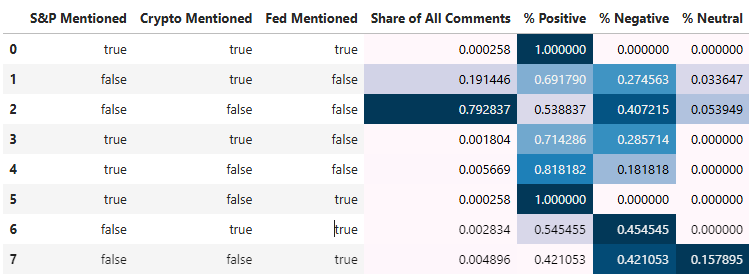 S&P Mentioned Crypto Mentioned Fed Mentioned Share of All Comments % Positive % Negative % Neutral
0 true true true 0.000258 1.000000 0.000000 0.000000
1 false true false 0.191446 0.691790 0.274563 0.033647
2 false false false 0.792837 0.538837 0.407215 0.053949
3 true true false 0.001804 0.714286 0.285714 0.000000
4 true false false 0.005669 0.818182 0.181818 0.000000
5 true false true 0.000258 1.000000 0.000000 0.000000
6 false true true 0.002834 0.545455 0.454545 0.000000
7 false false true 0.004896 0.421053 0.421053 0.157895